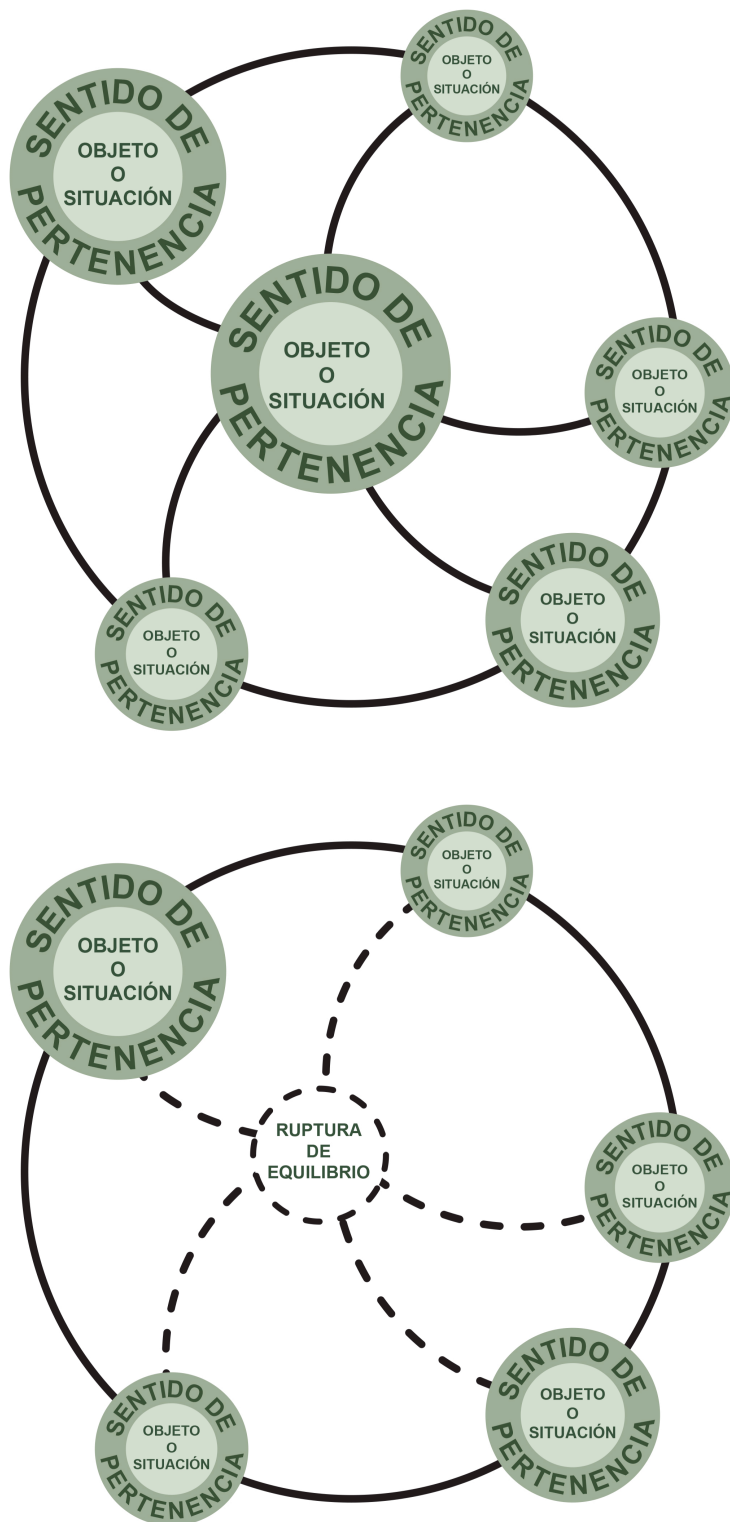 SENTIDO DE
OBJETO
O
SITUACIÓN
PERTENENCIA
SENTIDO DE
OBJETO
O
SITUACIÓN
PERTENENCIA
SENTIDO DE
OBJETO
O
SITUACIÓN
PERTENENCIA
SENTIDO DE
OBJETO
O
SITUACIÓN
PERTENENCIA
SENTIDO DE
OBJETO
O
SITUACIÓN
PERTENENCIA
SENTIDO DE
OBJETO
O
SITUACIÓN
PERTENENCIA
SENTIDO DE
OBJETO
O
SITUACIÓN
PERTENENCIA
SENTIDO DE
OBJETO
O
SITUACIÓN
PERTENENCIA
RUPTURA
DE
EQUILIBRIO
SENTIDO DE
OBJETO
O
SITUACIÓN
PERTENENCIA
SENTIDO DE
OBJETO
O
SITUACIÓN
PERTENENCIA
SENTIDO DE
OBJETO
O
SITUACIÓN
PERTENENCIA